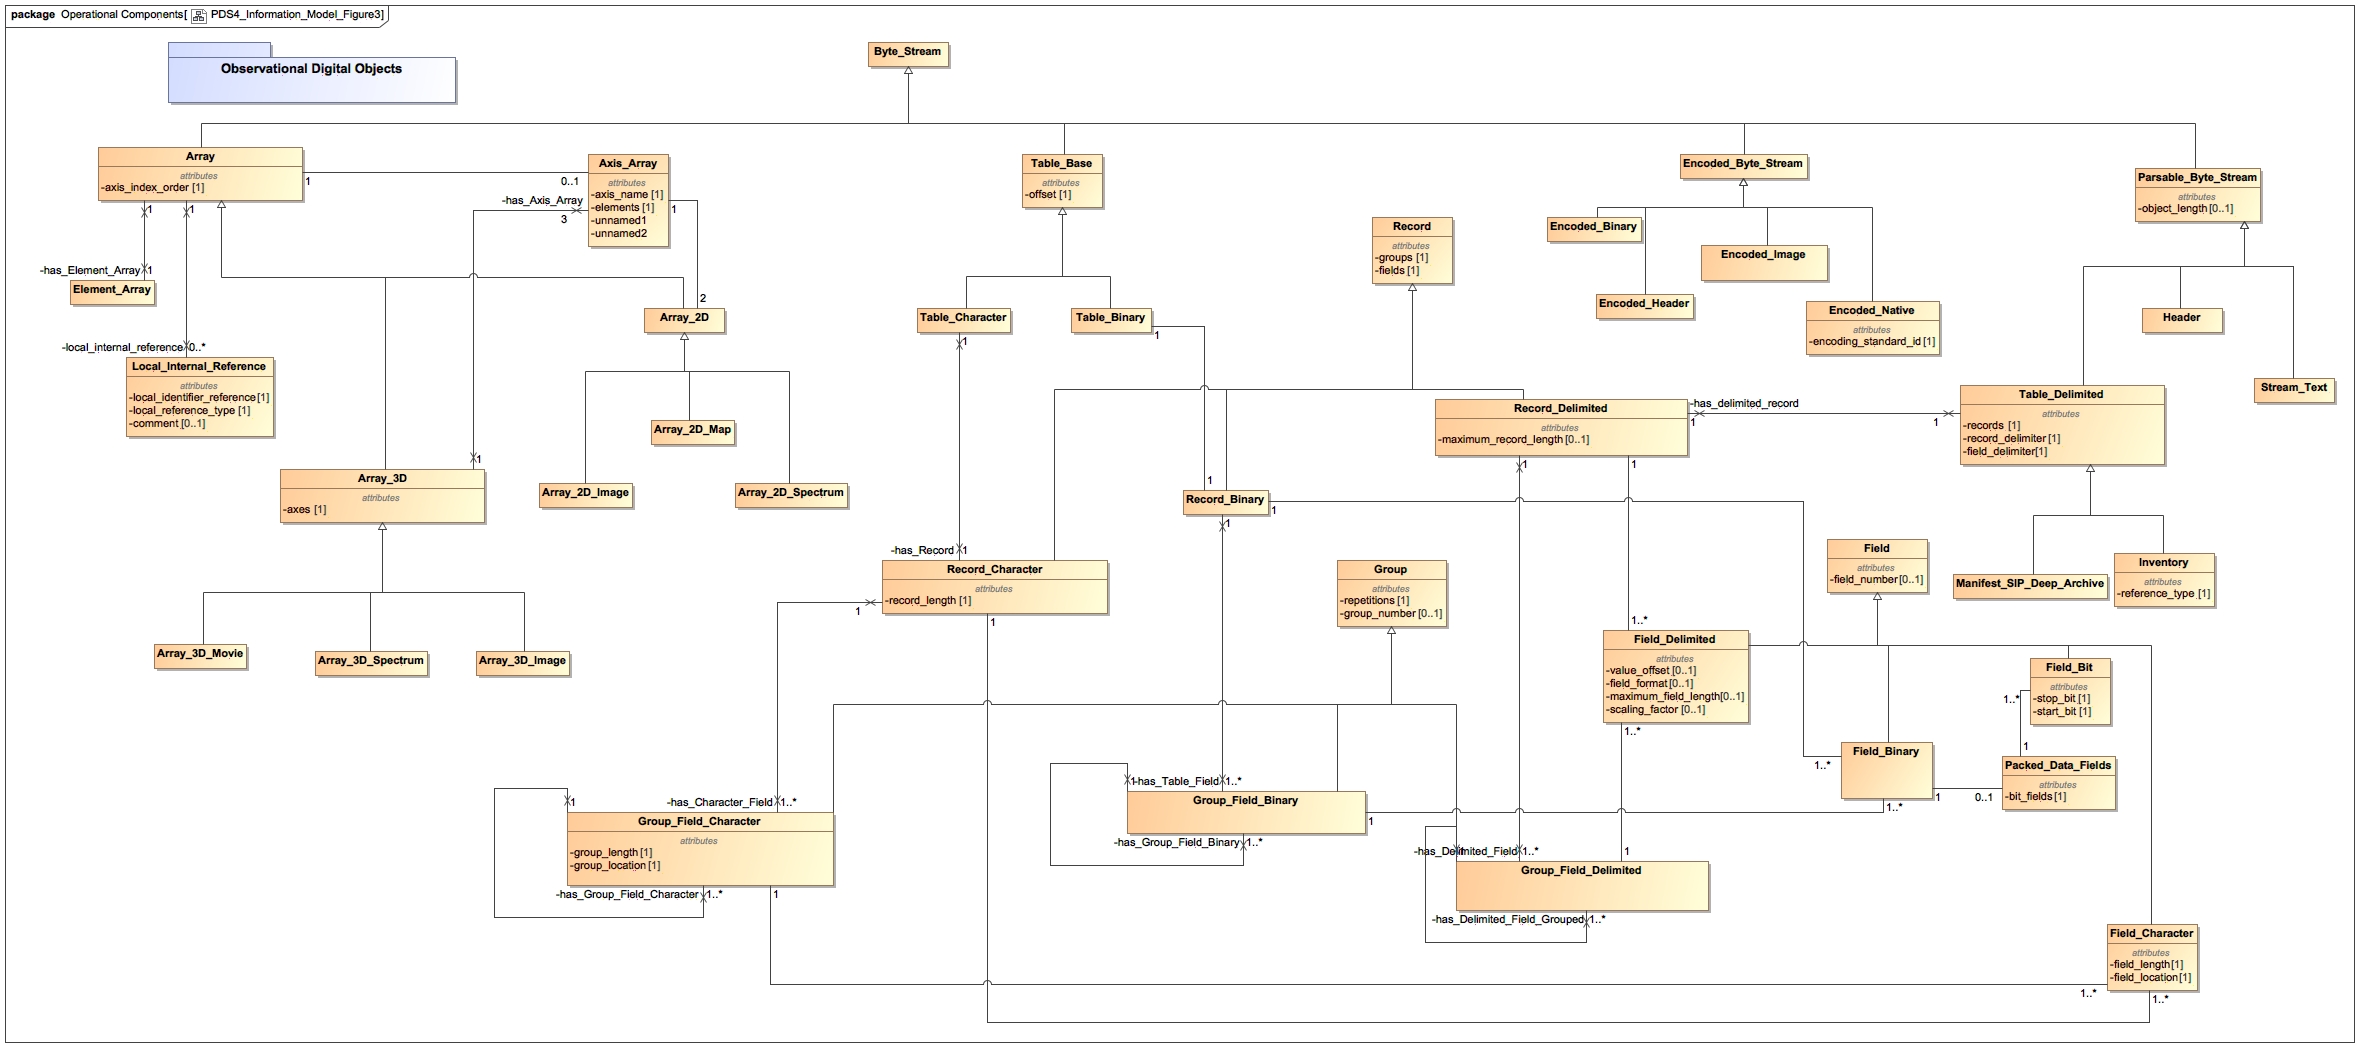 package Operational Components[ PDS4_Information_Model_Figure3]
Observational Digital Objects
Byte_Stream
Array
attributes
-axis_index_order [1]
1
0..1
Axis_Array
attributes
-axis_name [1]
-elements [1]
-unnamed1
-unnamed2
-has_Axis_Array
3
1
Table_Base
attributes
-offset [1]
Encoded_Byte_Stream
Parsable_Byte_Stream
attributes
-object_length [0..1]
1
1
-has_Element_Array
1
Element_Array
Record
attributes
-groups [1]
-fields [1]
Encoded_Binary
Encoded_Image
Encoded_Header
Encoded_Native
attributes
-encoding_standard_id [1]
Header
Stream_Text
2
Array_2D
Table_Character
1
Table_Binary
1
-local_internal_reference
0..*
Local_Internal_Reference
attributes
-local_identifier_reference [1]
-local_reference_type [1]
-comment [0..1]
Array_2D_Map
Array_2D_Image
Array_2D_Spectrum
Record_Delimited
attributes
-maximum_record_length [0..1]
-has_delimited_record
1
1
Table_Delimited
attributes
-records [1]
-record_delimiter [1]
-field_delimiter [1]
1
Array_3D
attributes
-axes [1]
1
Record_Binary
1
1
1
1
Manifest_SIP_Deep_Archive
Inventory
attributes
-reference_type [1]
-has_Record
1
Record_Character
attributes
-record_length [1]
1
1
Group
attributes
-repetitions [1]
-group_number [0..1]
Field
attributes
-field_number [0..1]
Array_3D_Movie
Array_3D_Spectrum
Array_3D_Image
1..*
Field_Delimited
attributes
-value_offset [0..1]
-field_format [0..1]
-maximum_field_length [0..1]
-scaling_factor [0..1]
1..*
Field_Bit
attributes
-stop_bit [1]
-start_bit [1]
1..*
1
Field_Binary
1..*
1..*
1
0..1
Packed_Data_Fields
attributes
-bit_fields [1]
1
-has_Table_Field
1..*
Group_Field_Binary
1
-has_Group_Field_Binary
1..*
1
-has_Character_Field
1..*
Group_Field_Character
attributes
-group_length [1]
-group_location [1]
-has_Group_Field_Character
1..*
1
-has_Delimited_Field
1
1..*
1
Group_Field_Delimited
-has_Delimited_Field_Grouped
1..*
Field_Character
attributes
-field_length [1]
-field_location [1]
1..*
1..*